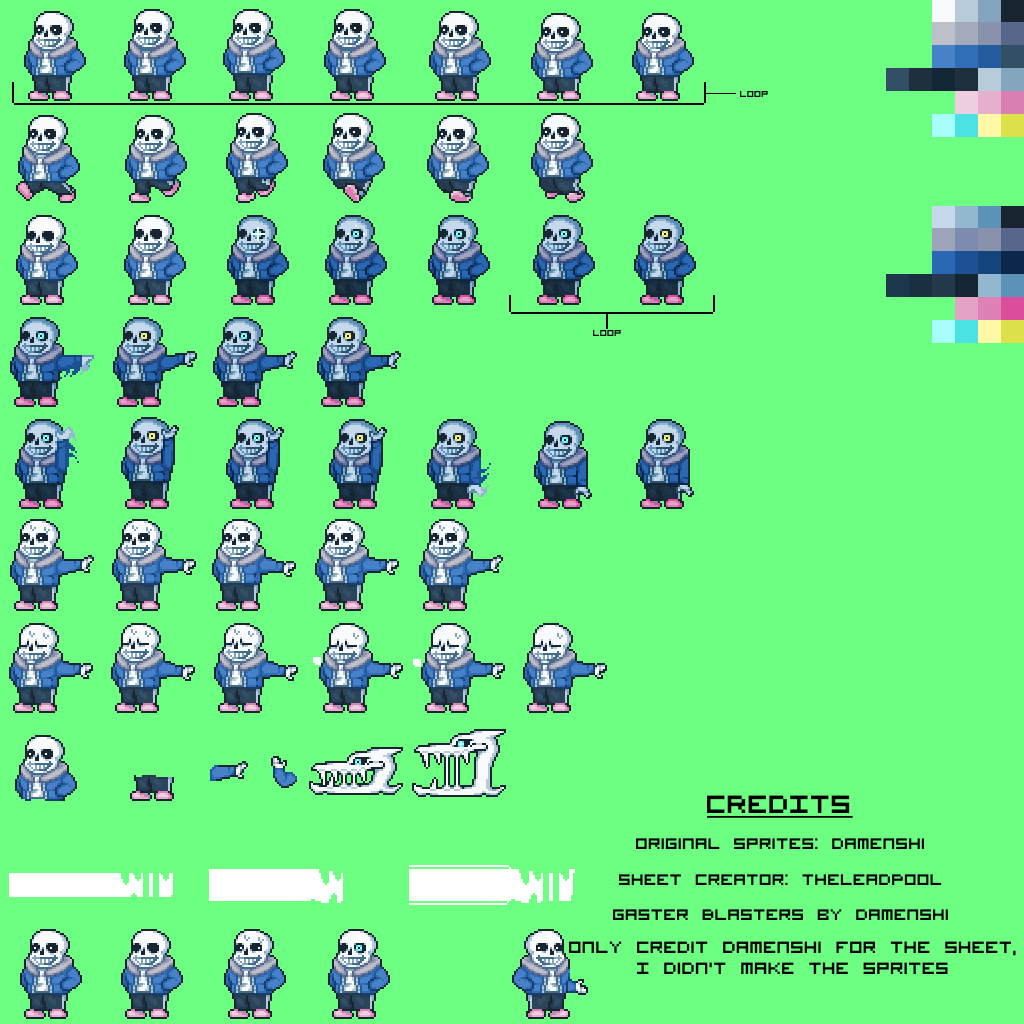 LOOP
LOOP
CREDITS
ORIGINAL SPRITES: DAMENSHI
SHEET CREATOR: THELEADPOOL
GASTER BLASTERS BY DAMENSHI
ONLY CREDIT DAMENSHI FOR THE SHEET,
I DIDN'T MAKE THE SPRITES